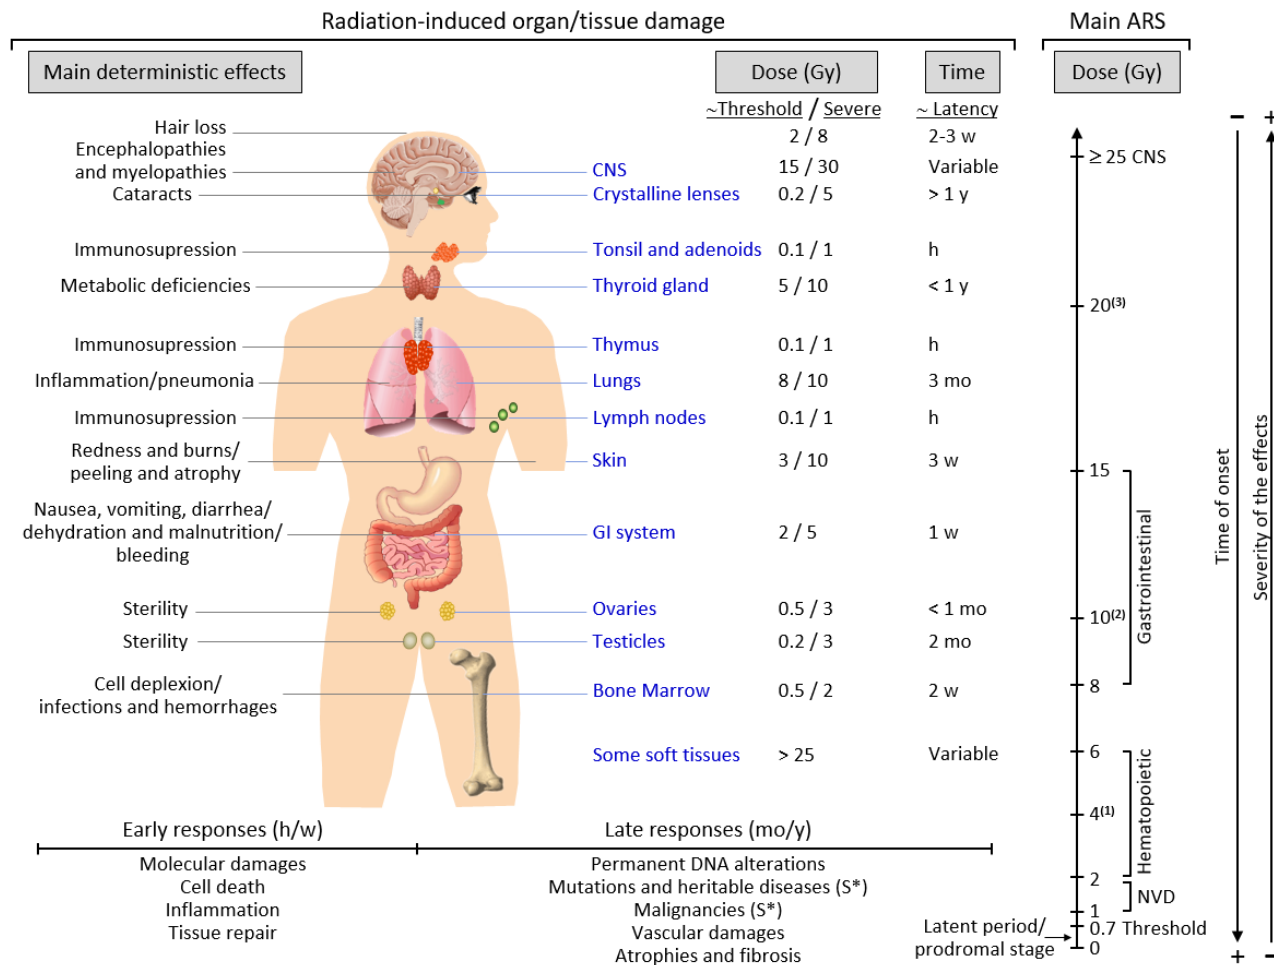 Radiation-induced organ/tissue damage
Main ARS
Main deterministic effects
Dose (Gy)
Time
Dose (Gy)
~Threshold / Severe
~ Latency
Hair loss
2 / 8
2-3 w
Encephalopathies
and myelopathies
CNS
15 / 30
Variable
Cataracts
Crystalline lenses
0.2 / 5
> 1 y
Immunosupression
Tonsil and adenoids
0.1 / 1
h
Metabolic deficiencies
Thyroid gland
5 / 10
< 1 y
Immunosupression
Thymus
0.1 / 1
h
Inflammation/pneumonia
Lungs
8 / 10
3 mo
Immunosupression
Lymph nodes
0.1 / 1
h
Redness and burns/
peeling and atrophy
Skin
3 / 10
3 w
Nausea, vomiting, diarrhea/
dehydration and malnutrition/
bleeding
GI system
2 / 5
1 w
Sterility
Ovaries
0.5 / 3
< 1 mo
Sterility
Testicles
0.2 / 3
2 mo
Cell deplexion/
infections and hemorrhages
Bone Marrow
0.5 / 2
2 w
Some soft tissues
> 25
Variable
Early responses (h/w)
Molecular damages
Cell death
Inflammation
Tissue repair
Late responses (mo/y)
Permanent DNA alterations
Mutations and heritable diseases (S*)
Malignancies (S*)
Vascular damages
Atrophies and fibrosis
≥ 25 CNS
20(3)
15
10(2)
8
6
4(1)
2
1
0.7 Threshold
0
Gastrointestinal
Hematopoietic
NVD
Latent period/
prodromal stage
− +
Time of onset
Severity of the effects
+ −